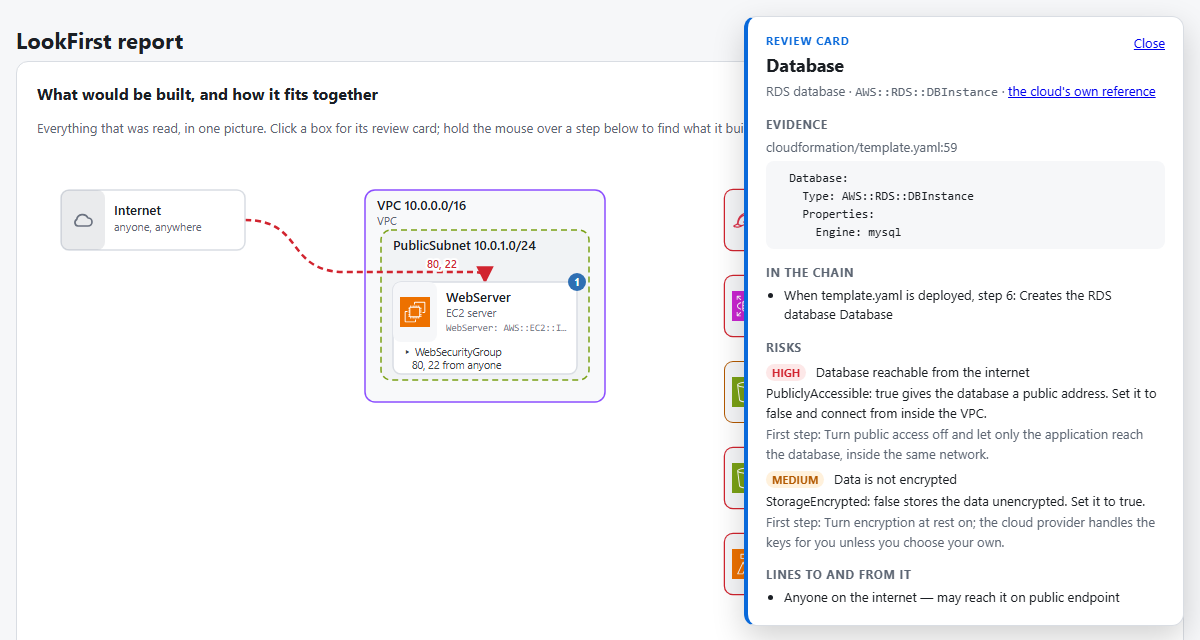 LookFirst report
What would be built, and how it fits together
Everything that was read, in one picture. Click a box for its review card; hold the mouse over a step below to find what it bui
Internet
anyone, anywhere
VPC 10.0.0.0/16
VPC
PublicSubnet 10.0.1.0/24
80, 22
1
WebServer
EC2 server
WebServer: AWS::EC2::I…
‣ WebSecurityGroup
80, 22 from anyone
REVIEW CARD
Close
Database
RDS database · AWS::RDS::DBInstance · the cloud's own reference
EVIDENCE
cloudformation/template.yaml:59
Database:
Type: AWS::RDS::DBInstance
Properties:
Engine: mysql
IN THE CHAIN
• When template.yaml is deployed, step 6: Creates the RDS
database Database
RISKS
HIGH Database reachable from the internet
PubliclyAccessible: true gives the database a public address. Set it to
false and connect from inside the VPC.
First step: Turn public access off and let only the application reach
the database, inside the same network.
MEDIUM Data is not encrypted
StorageEncrypted: false stores the data unencrypted. Set it to true.
First step: Turn encryption at rest on; the cloud provider handles the
keys for you unless you choose your own.
LINES TO AND FROM IT
• Anyone on the internet — may reach it on public endpoint